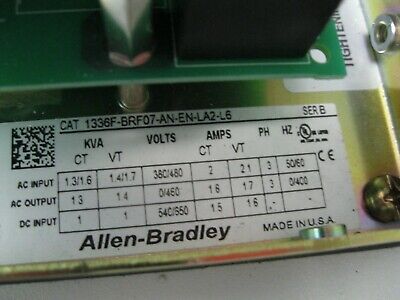 TIGHTENIN
CAT 1336F-BRF07-AN-EN-LA2-L6 SER B
KVA VOLTS AMPS PH HZ
CT VT CT VT
AC INPUT 1.3/1.6 1.4/1.7 380/460 2 2.1 3 50/60
AC OUTPUT 1.3 1.4 0/460 1.6 1.7 3 0/400
DC INPUT 1 1 540/650 1.5 1.6 - -
Allen-Bradley MADE IN U.S.A.